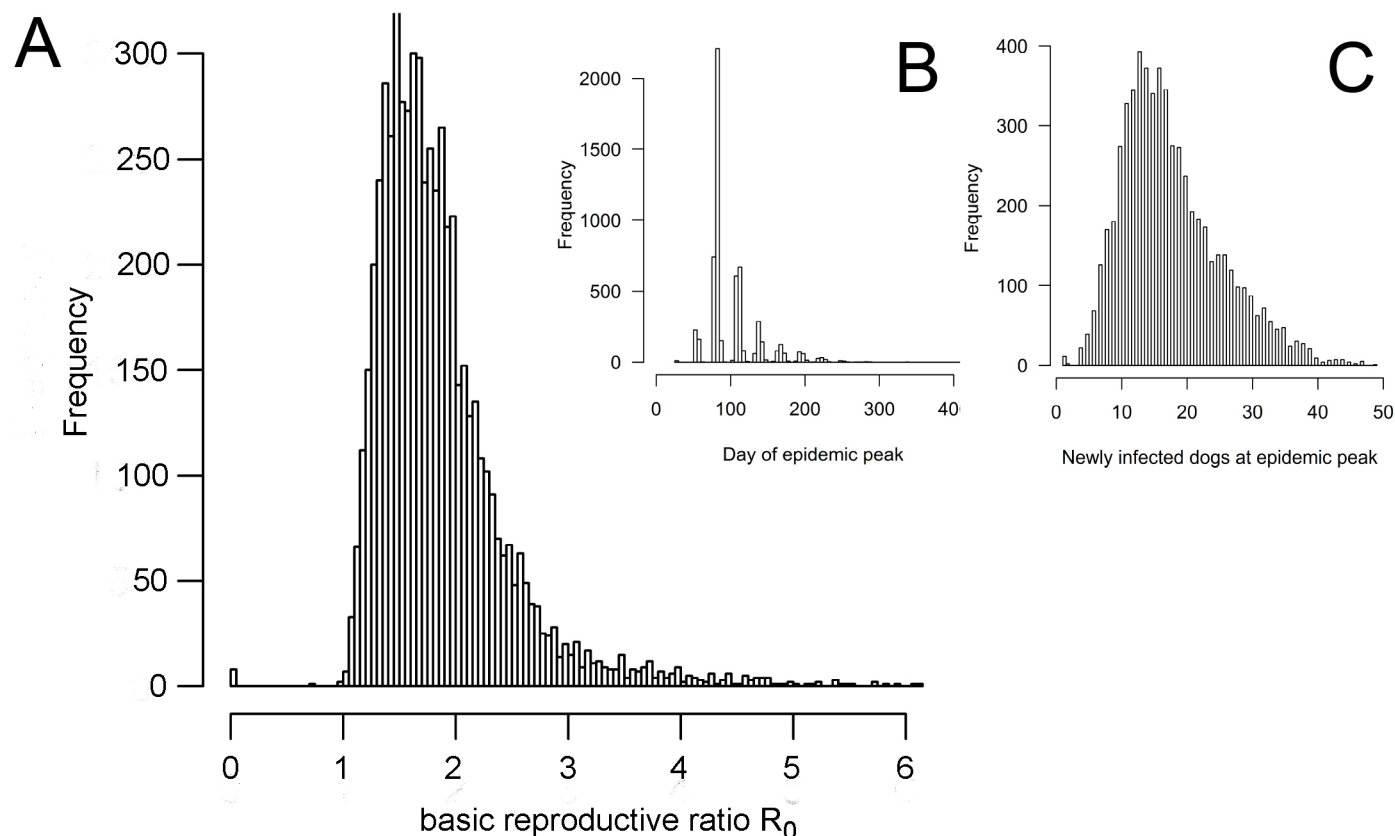 A
300
250
200
150
100
50
0
Frequency
0 1 2 3 4 5 6
basic reproductive ratio R0
B
2000
1500
1000
500
0
Frequency
0 100 200 300 40
Day of epidemic peak
C
400
300
200
100
0
Frequency
0 10 20 30 40 50
Newly infected dogs at epidemic peak